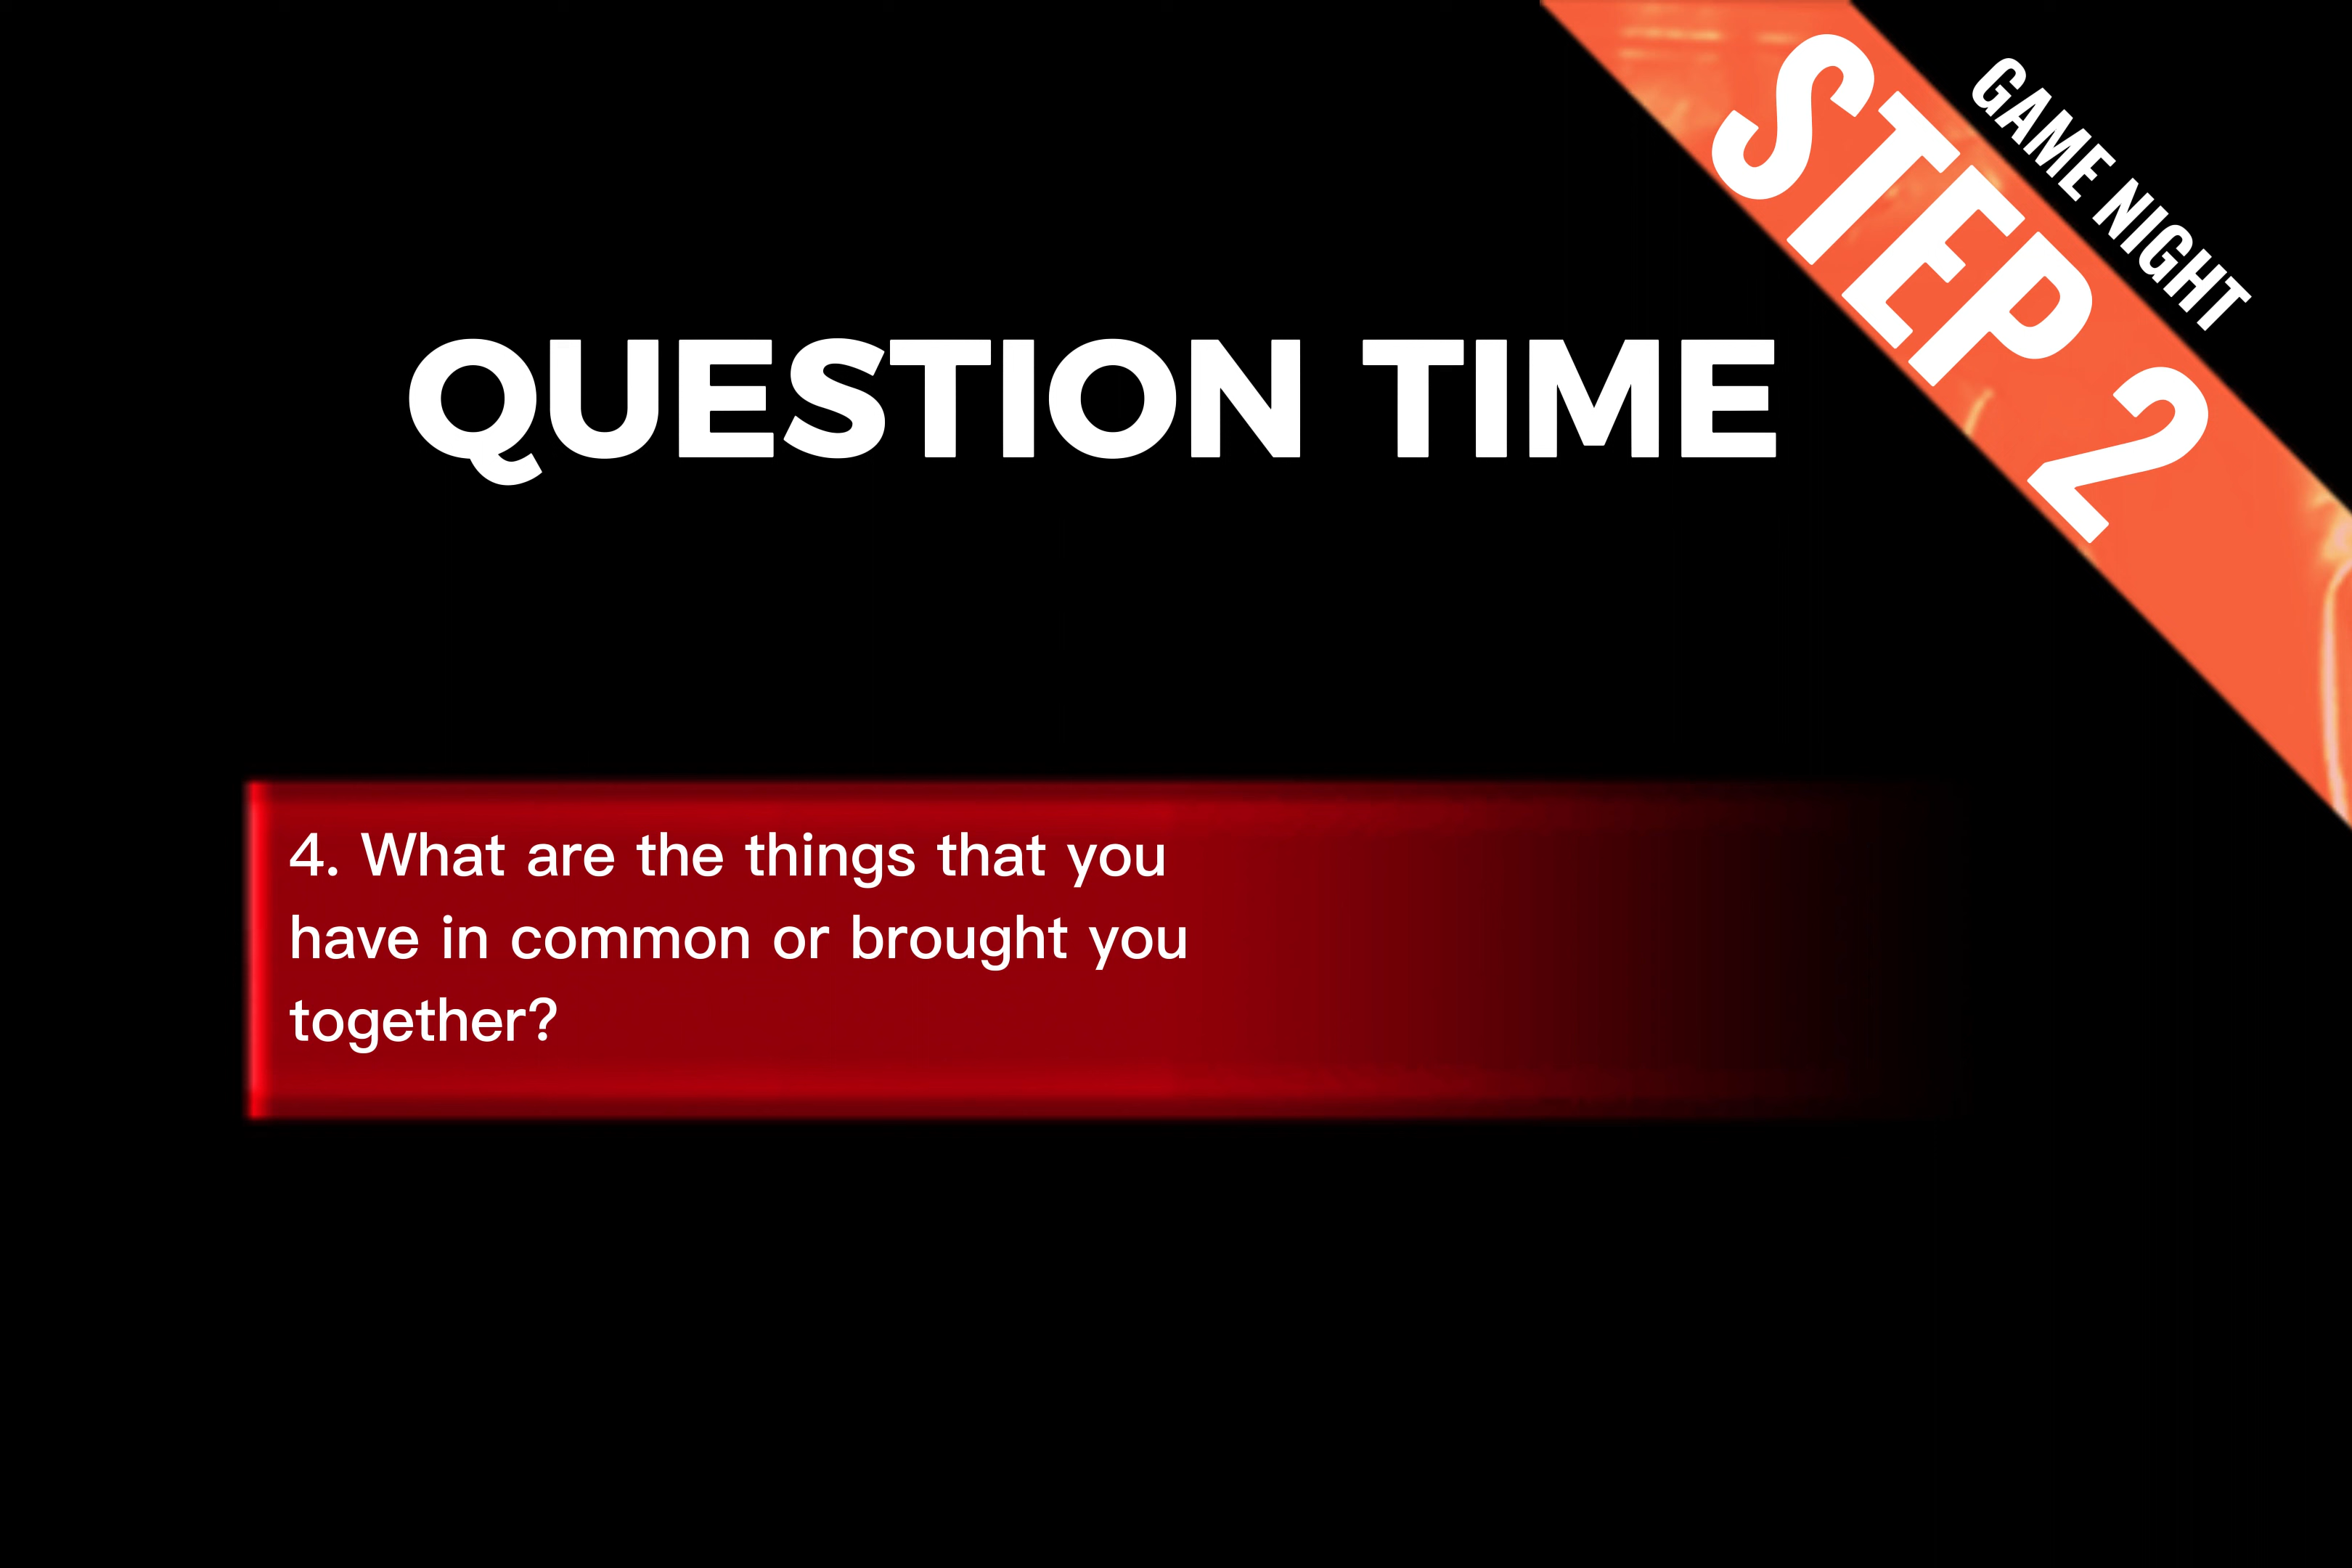 GAME NIGHT
STEP 2
QUESTION TIME
4. What are the things that you
have in common or brought you
together?